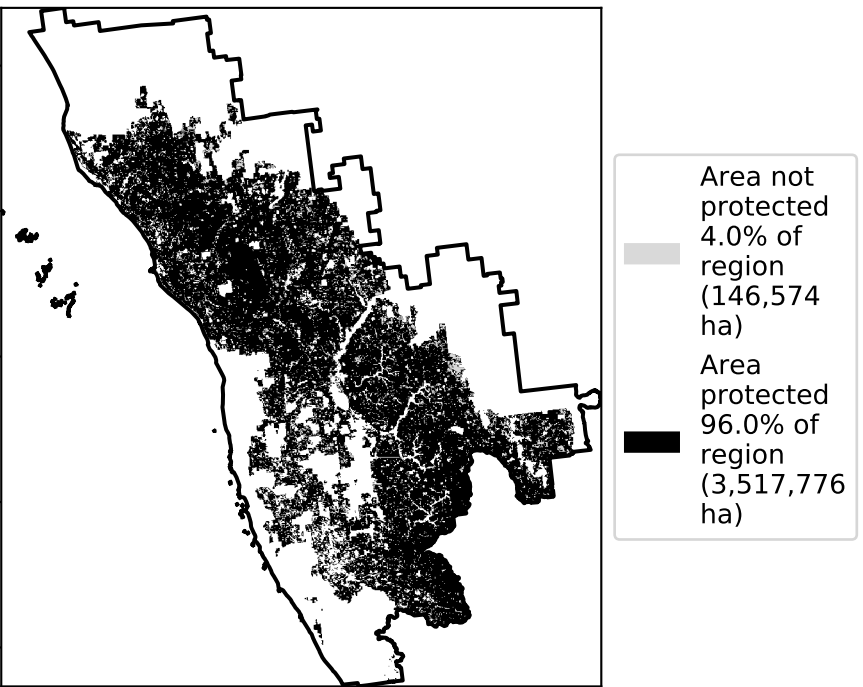 Area not
protected
4.0% of
region
(146,574
ha)
Area
protected
96.0% of
region
(3,517,776
ha)